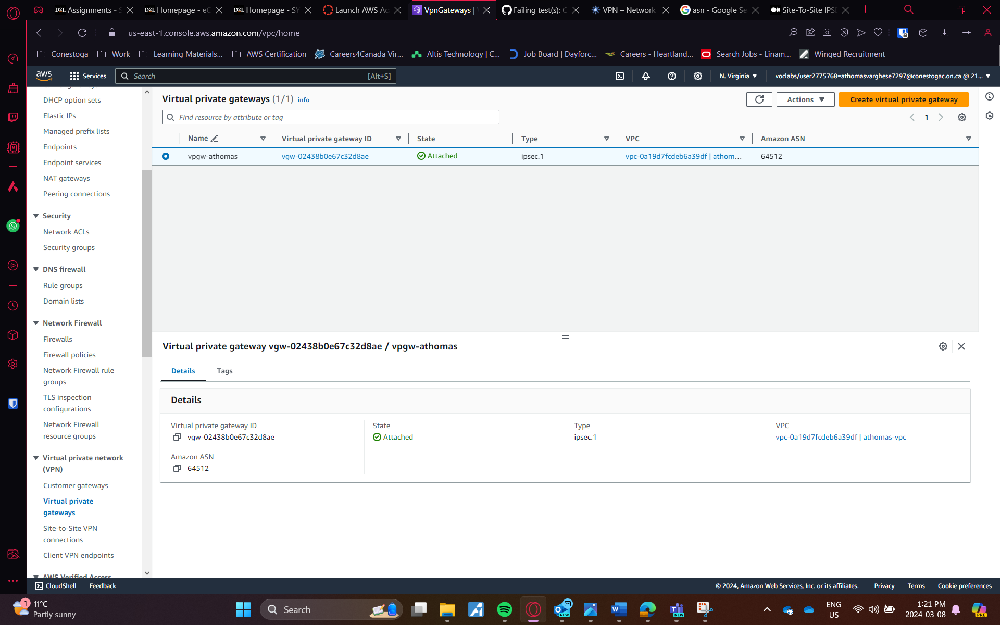 D2L Assignments - S
D2L Homepage - eC
D2L Homepage - SY
Launch AWS Ac
VpnGateways | V
Failing test(s): C
VPN – Network
asn - Google Se
Site-To-Site IPSE
us-east-1.console.aws.amazon.com/vpc/home
Conestoga
Work
Learning Materials...
AWS Certification
Careers4Canada Vir...
Altis Technology | C...
Job Board | Dayforc...
Careers - Heartland...
Search Jobs - Linam...
Winged Recruitment
aws
Services
Search
[Alt+S]
N. Virginia
voclabs/user2775768=athomasvarghese7297@conestogac.on.ca @ 21...
DHCP option sets
Elastic IPs
Managed prefix lists
Endpoints
Endpoint services
NAT gateways
Peering connections
Security
Network ACLs
Security groups
DNS firewall
Rule groups
Domain lists
Network Firewall
Firewalls
Firewall policies
Network Firewall rule
groups
TLS inspection
configurations
Network Firewall
resource groups
Virtual private network
(VPN)
Customer gateways
Virtual private
gateways
Site-to-Site VPN
connections
Client VPN endpoints
AWS Verified Access
Virtual private gateways (1/1) info
Actions
Create virtual private gateway
Find resource by attribute or tag
1
Name
Virtual private gateway ID
State
Type
VPC
Amazon ASN
vpgw-athomas
vgw-02438b0e67c32d8ae
Attached
ipsec.1
vpc-0a19d7fcdeb6a39df | athom...
64512
Virtual private gateway vgw-02438b0e67c32d8ae / vpgw-athomas
Details
Tags
Details
Virtual private gateway ID
vgw-02438b0e67c32d8ae
State
Attached
Type
ipsec.1
VPC
vpc-0a19d7fcdeb6a39df | athomas-vpc
Amazon ASN
64512
CloudShell
Feedback
© 2024, Amazon Web Services, Inc. or its affiliates.
Privacy
Terms
Cookie preferences
1
11°C
Partly sunny
Search
NEW
NEW
ENG
US
1:21 PM
2024-03-08
PRE